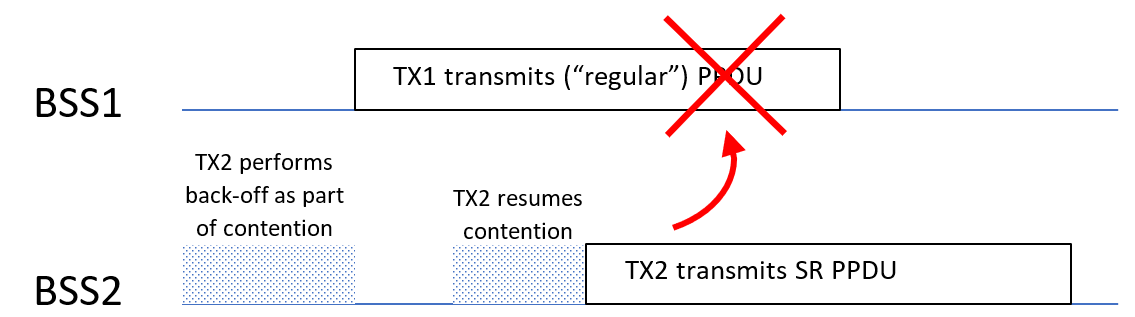 BSS1
TX1 transmits (“regular”) PPDU
TX2 performs
back-off as part
of contention
TX2 resumes
contention
BSS2
TX2 transmits SR PPDU